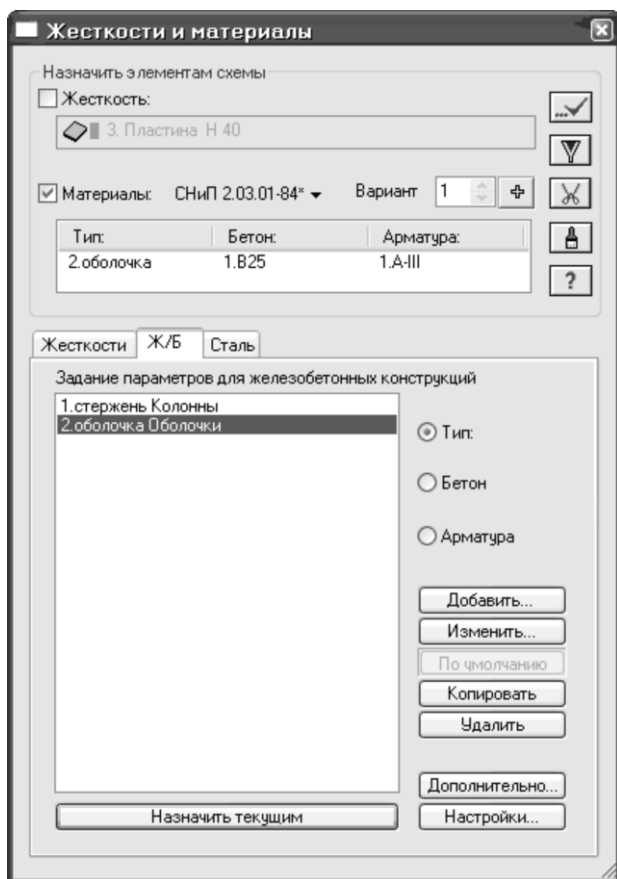 Жесткости и материалы
Назначить элементам схемы
Жесткость:
3. Пластина H 40
Материалы: СНиП 2.03.01-84* Вариант 1
Тип: Бетон: Арматура:
2.оболочка 1.B25 1.A-III
?
Жесткости Ж/Б Сталь
Задание параметров для железобетонных конструкций
1.стержень Колонны
2.оболочка Оболочки
Тип:
Бетон
Арматура
Добавить...
Изменить...
По умолчанию
Копировать
Удалить
Дополнительно...
Назначить текущим Настройки...